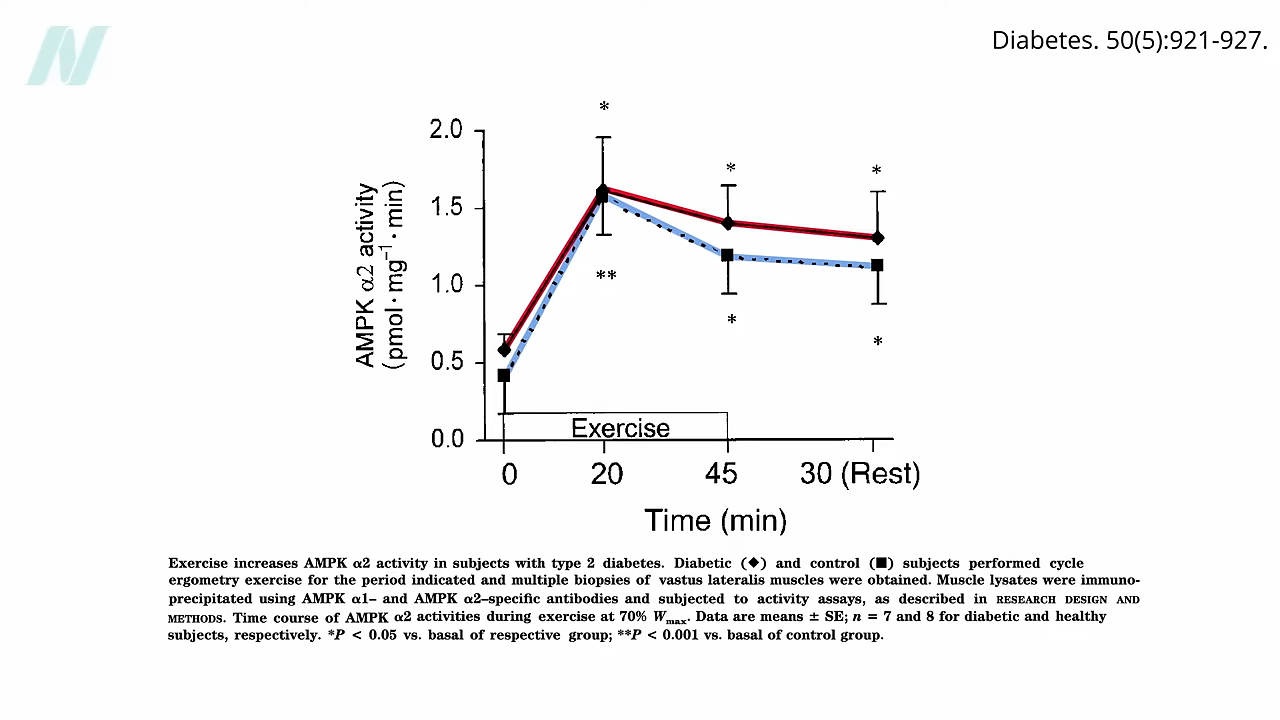 N
Diabetes. 50(5):921-927.
*
2.0
*
*
1.5
**
1.0
*
*
0.5
0.0
AMPK α2 activity
(pmol·mg⁻¹·min)
Exercise
0 20 45 30 (Rest)
Time (min)
Exercise increases AMPK α2 activity in subjects with type 2 diabetes. Diabetic (◆) and control (■) subjects performed cycle
ergometry exercise for the period indicated and multiple biopsies of vastus lateralis muscles were obtained. Muscle lysates were immuno-
precipitated using AMPK α1– and AMPK α2–specific antibodies and subjected to activity assays, as described in RESEARCH DESIGN AND
METHODS. Time course of AMPK α2 activities during exercise at 70% Wmax. Data are means ± SE; n = 7 and 8 for diabetic and healthy
subjects, respectively. *P < 0.05 vs. basal of respective group; **P < 0.001 vs. basal of control group.